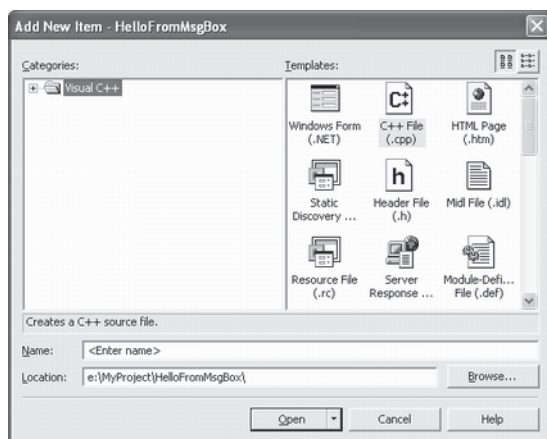 Add New Item - HelloFromMsgBox
Categories:
Visual C++
Templates:
Windows Form (.NET)
C++ File (.cpp)
HTML Page (.htm)
Static Discovery ...
Header File (.h)
Midl File (.idl)
Resource File (.rc)
Server Response ...
Module-Defi... File (.def)
Creates a C++ source file.
Name: <Enter name>
Location: e:\MyProject\HelloFromMsgBox\
Browse...
Open
Cancel
Help